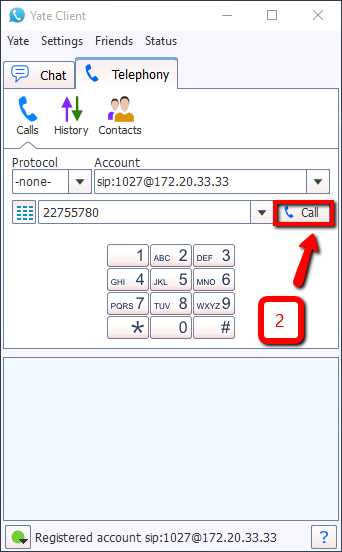 Yate Client
Yate Settings Friends Status
Chat Telephony
Calls History Contacts
Protocol Account
-none- sip:1027@172.20.33.33
22755780 Call
1 ABC 2 DEF 3
GHI 4 JKL 5 MNO 6
PQRS 7 TUV 8 WXYZ 9
* 0 #
2
Registered account sip:1027@172.20.33.33 ?